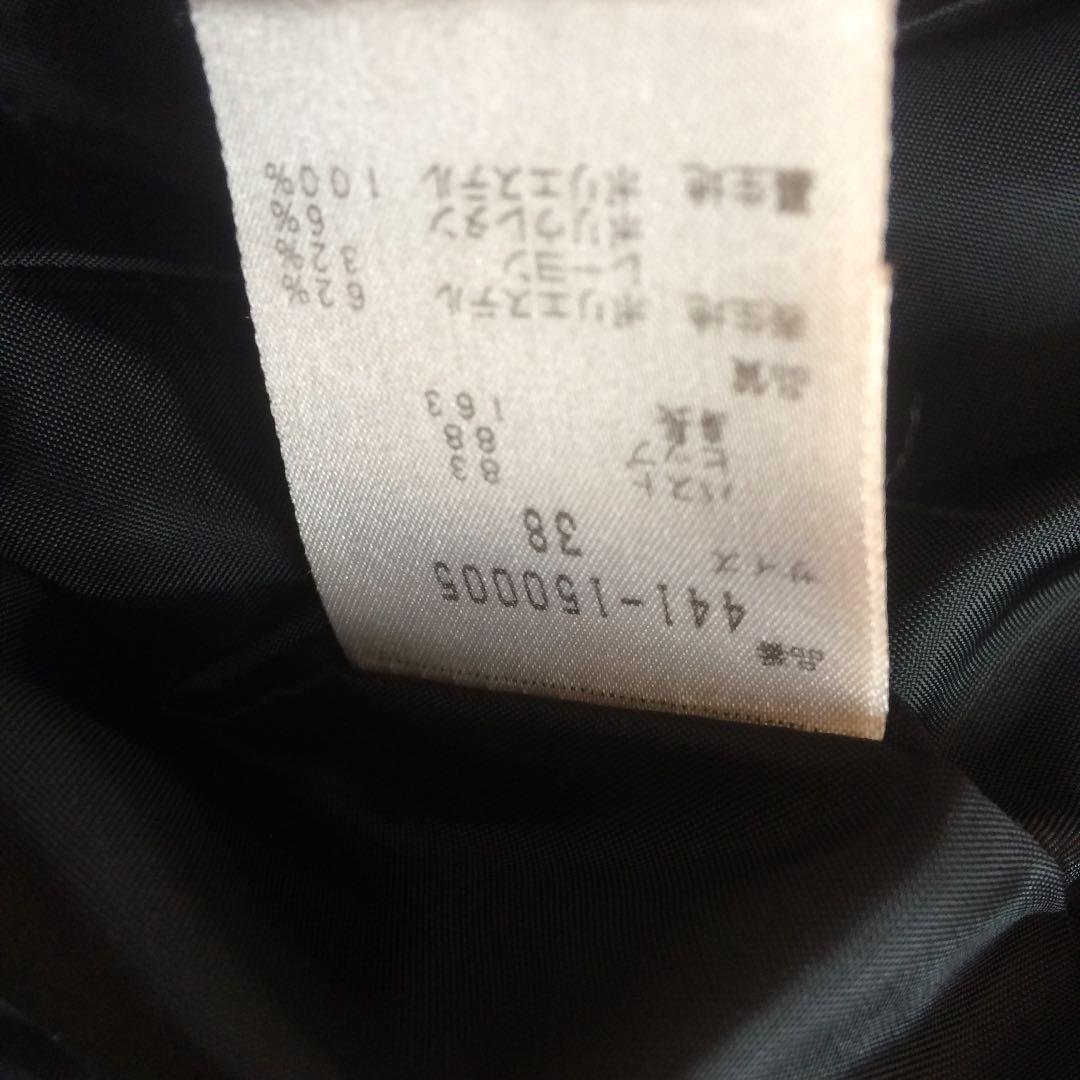 品番 441-150005
サイズ 38
バスト 83
ヒップ 88
身長 163
品質
表生地 ポリエステル 62%
レーヨン 32%
ポリウレタン 6%
裏生地 ポリエステル 100%